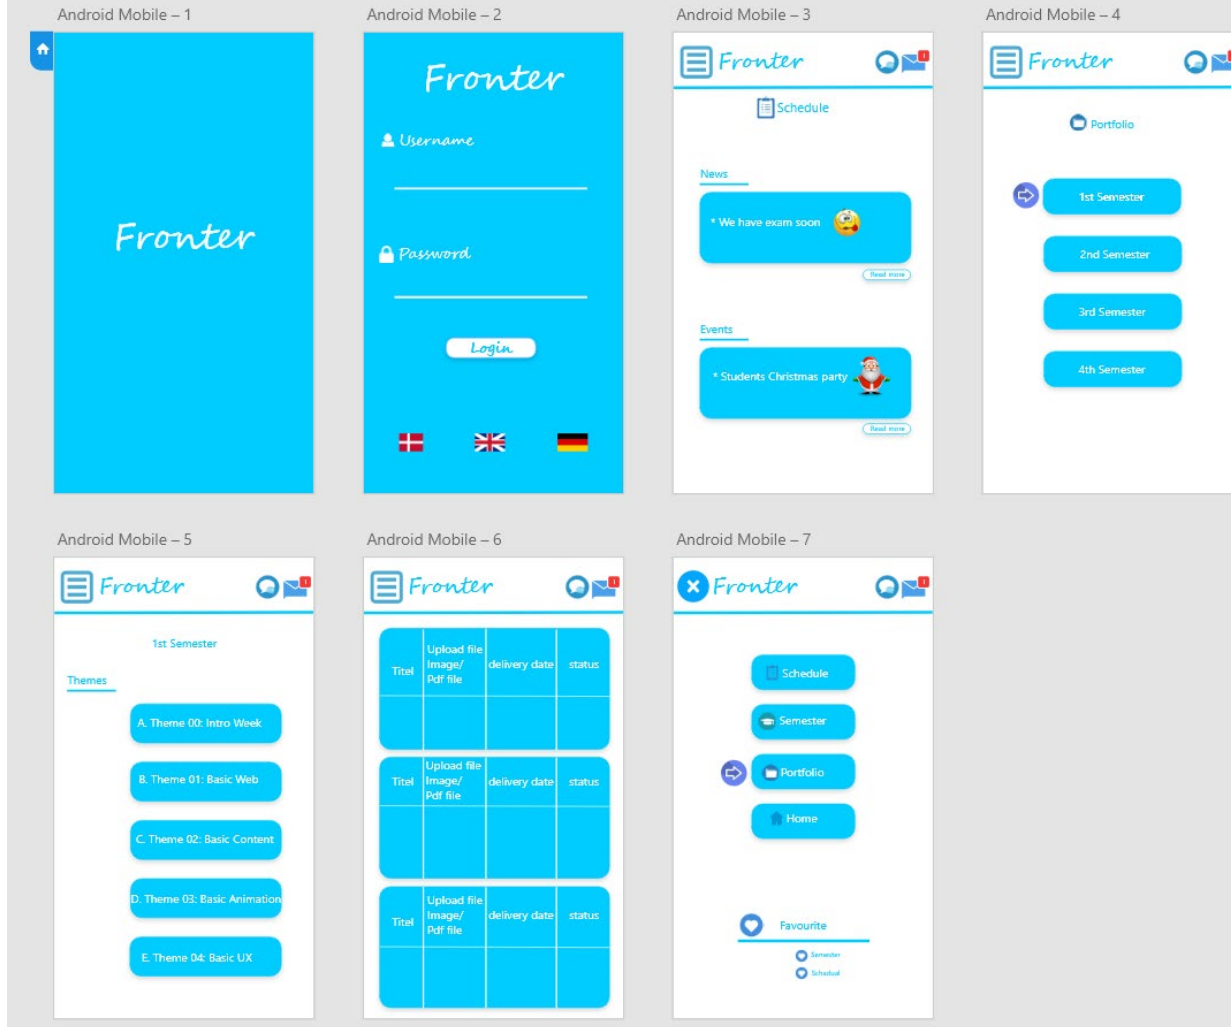 Android Mobile – 1
Fronter
Android Mobile – 2
Fronter
Username
Password
Login
Android Mobile – 3
Fronter
Schedule
News
* We have exam soon
Read more
Events
* Students Christmas party
Read more
Android Mobile – 4
Fronter
Portfolio
1st Semester
2nd Semester
3rd Semester
4th Semester
Android Mobile – 5
Fronter
1st Semester
Themes
A. Theme 00: Intro Week
B. Theme 01: Basic Web
C. Theme 02: Basic Content
D. Theme 03: Basic Animation
E. Theme 04: Basic UX
Android Mobile – 6
Fronter
Titel
Upload file
Image/
Pdf file
delivery date
status
Titel
Upload file
Image/
Pdf file
delivery date
status
Titel
Upload file
Image/
Pdf file
delivery date
status
Android Mobile – 7
Fronter
Schedule
Semester
Portfolio
Home
Favourite
Semester
Schedual